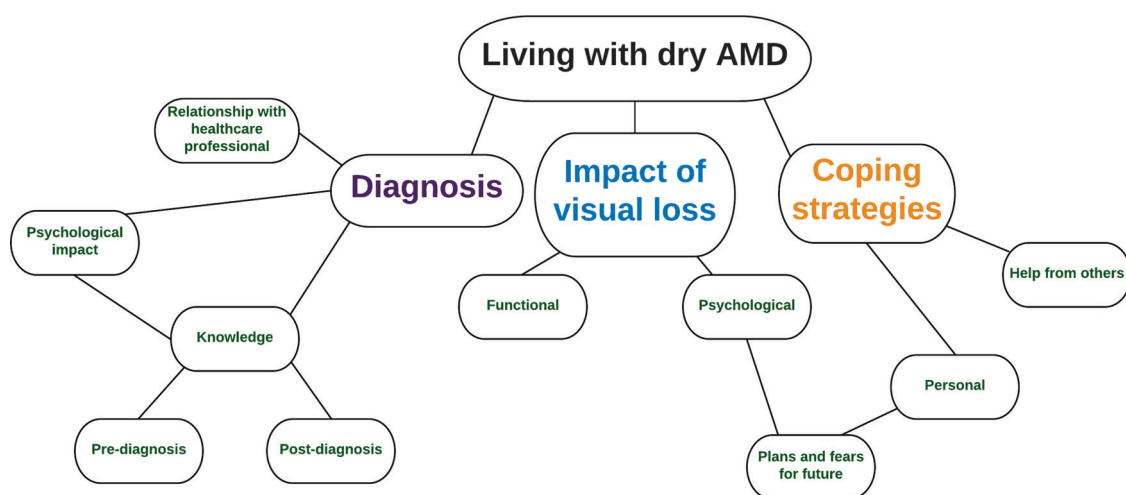 Living with dry AMD
Relationship with
healthcare
professional
Diagnosis
Impact of
visual loss
Coping
strategies
Psychological
impact
Help from others
Functional
Psychological
Knowledge
Personal
Pre-diagnosis
Post-diagnosis
Plans and fears
for future